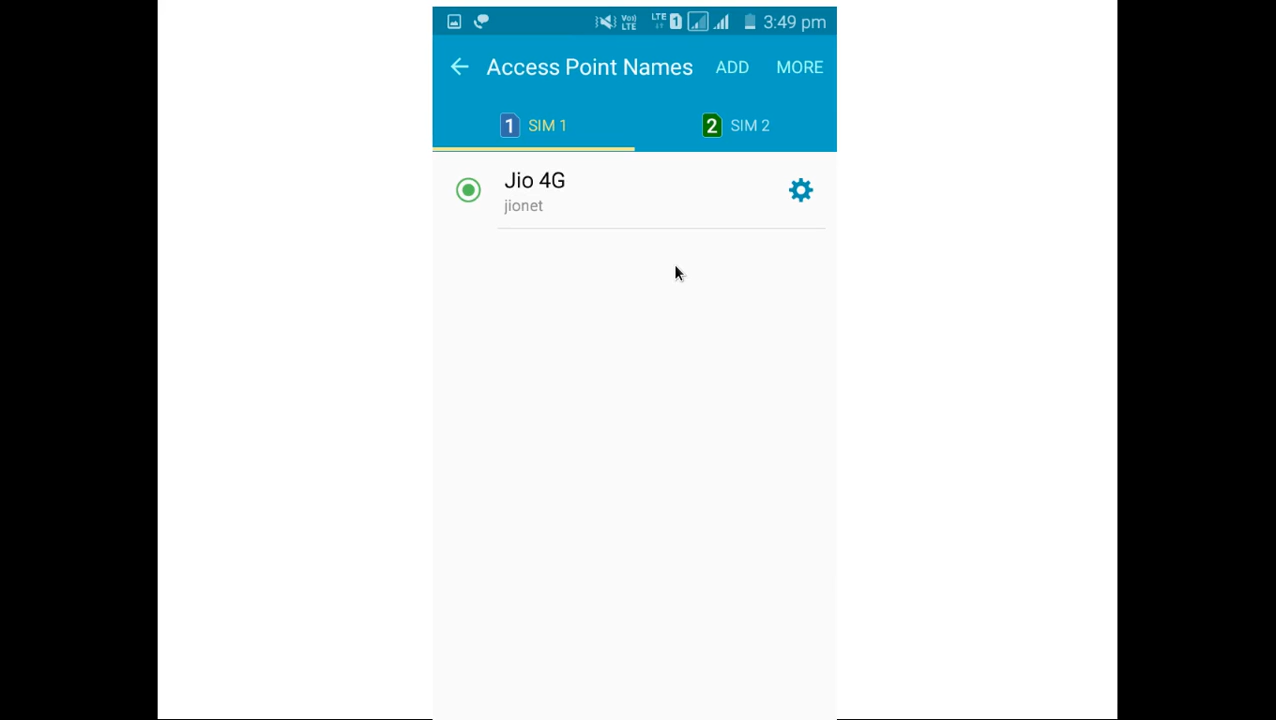 Vo) LTE LTE 1 3:49 pm
Access Point Names ADD MORE
1 SIM 1 2 SIM 2
Jio 4G
jionet